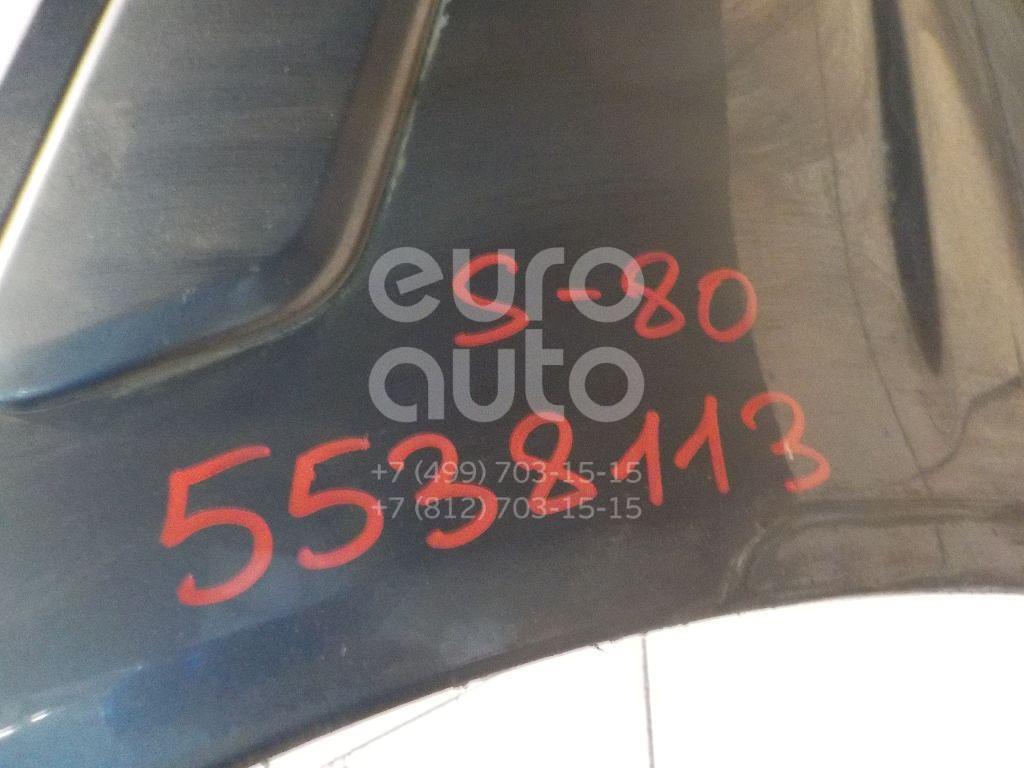 euro
auto
S-80
5538113
+7 (499) 703-15-15
+7 (812) 703-15-15